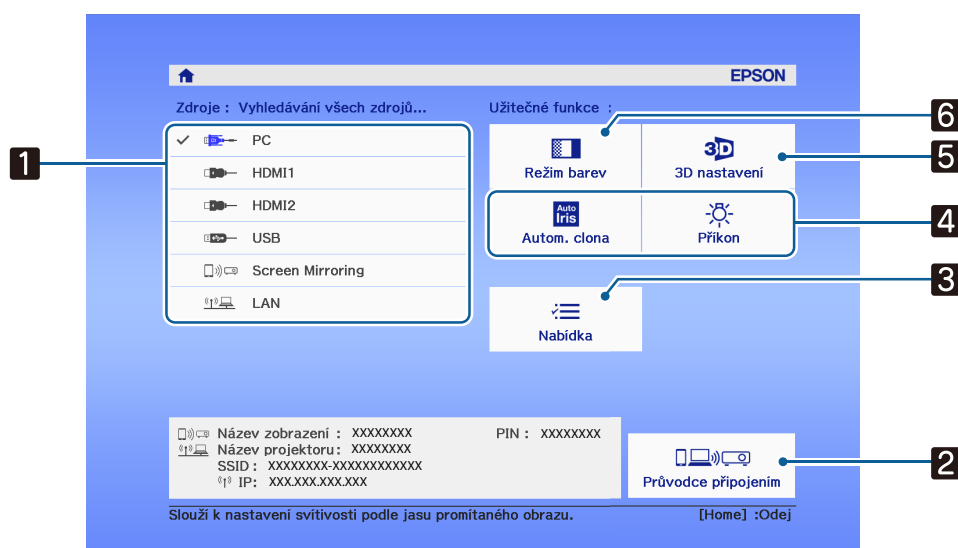 EPSON
Zdroje : Vyhledávání všech zdrojů...
Užitečné funkce :
6
PC
Režim barev
3D
3D nastavení
5
1
HDMI1
HDMI2
Auto Iris
Autom. clona
Příkon
4
USB
Screen Mirroring
3
LAN
Nabídka
Název zobrazení : XXXXXXXX
PIN : XXXXXXXX
Název projektoru: XXXXXXXX
SSID : XXXXXXXX-XXXXXXXXXXXX
IP: XXX.XXX.XXX.XXX
2
Průvodce připojením
Slouží k nastavení svítivosti podle jasu promítaného obrazu.
[Home] :Odej